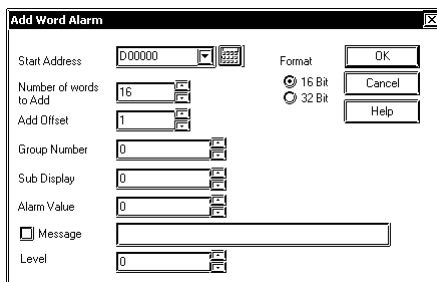 Add Word Alarm
Start Address D00000
Format
OK
16 Bit
32 Bit
Cancel
Help
Number of words
to Add 16
Add Offset 1
Group Number 0
Sub Display 0
Alarm Value 0
Message
Level 0